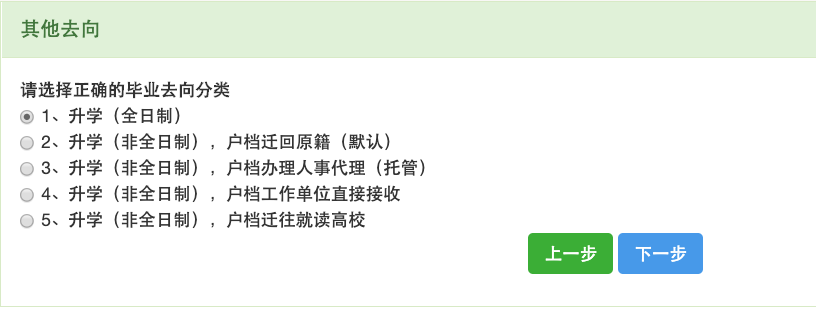 其他去向
请选择正确的毕业去向分类
1、升学（全日制）
2、升学（非全日制），户档迁回原籍（默认）
3、升学（非全日制），户档办理人事代理（托管）
4、升学（非全日制），户档工作单位直接接收
5、升学（非全日制），户档迁往就读高校
上一步 下一步